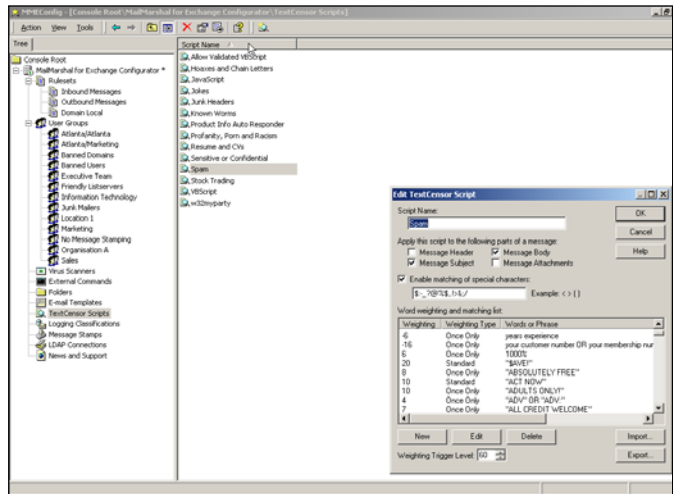 MMEConfig - [Console Root\MailMarshal for Exchange Configurator*\TextCensor Scripts]
Action View Tools
Tree
Console Root
MailMarshal for Exchange Configurator *
Rulesets
Inbound Messages
Outbound Messages
Domain Local
User Groups
Atlanta/Atlanta
Atlanta/Marketing
Banned Domains
Banned Users
Executive Team
Friendly Listservers
Information Technology
Junk Mailers
Location 1
Marketing
No Message Stamping
Organisation A
Sales
Virus Scanners
External Commands
Folders
E-mail Templates
TextCensor Scripts
Logging Classifications
Message Stamps
LDAP Connections
News and Support
Script Name
Allow Validated VBScript
Hoaxes and Chain Letters
JavaScript
Jokes
Junk Headers
Known Worms
Product Info Auto Responder
Profanity, Porn and Racism
Resume and CVs
Sensitive or Confidential
Spam
Stock Trading
VBScript
w32myparty
Edit TextCensor Script
Script Name:
Spam
OK
Cancel
Help
Apply this script to the following parts of a message:
Message Header Message Body
Message Subject Message Attachments
Enable matching of special characters:
Example: < > { }
Word weighting and matching list:
Weighting Weighting Type Words or Phrase
-6 Once Only years experience
-16 Once Only your customer number OR your membership nur
6 Once Only 1000%
20 Standard "$AVE!"
8 Once Only "ABSOLUTELY FREE"
10 Standard "ACT NOW"
10 Once Only "ADULTS ONLY!"
4 Once Only "ADV" OR "ADV:"
7 Once Only "ALL CREDIT WELCOME"
New Edit Delete Import...
Weighting Trigger Level: 60 Export...